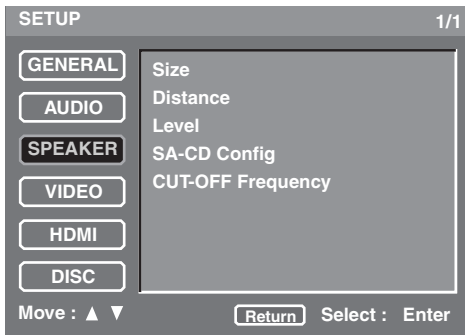 SETUP 1/1
GENERAL
AUDIO
SPEAKER
VIDEO
HDMI
DISC
Size
Distance
Level
SA-CD Config
CUT-OFF Frequency
Move : ▲ ▼ Return Select : Enter